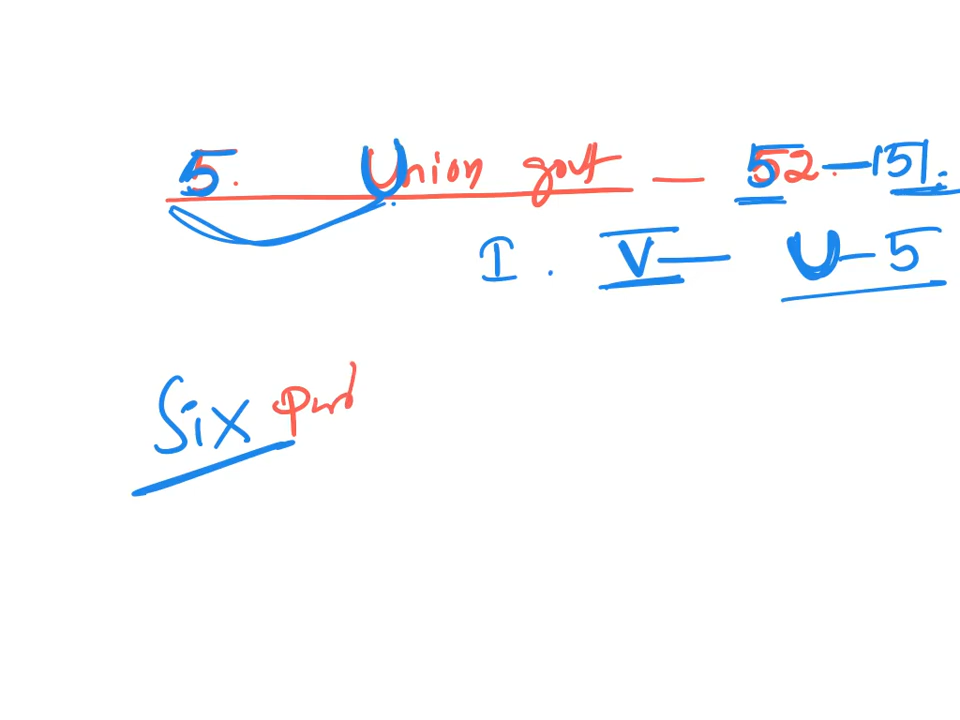 5. Union govt — 52 — 151.
I. V — U — 5
Six